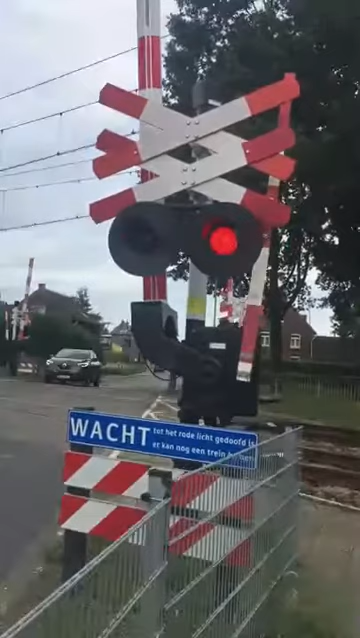 WACHT tot het rode licht gedoofd is
er kan nog een trein komen